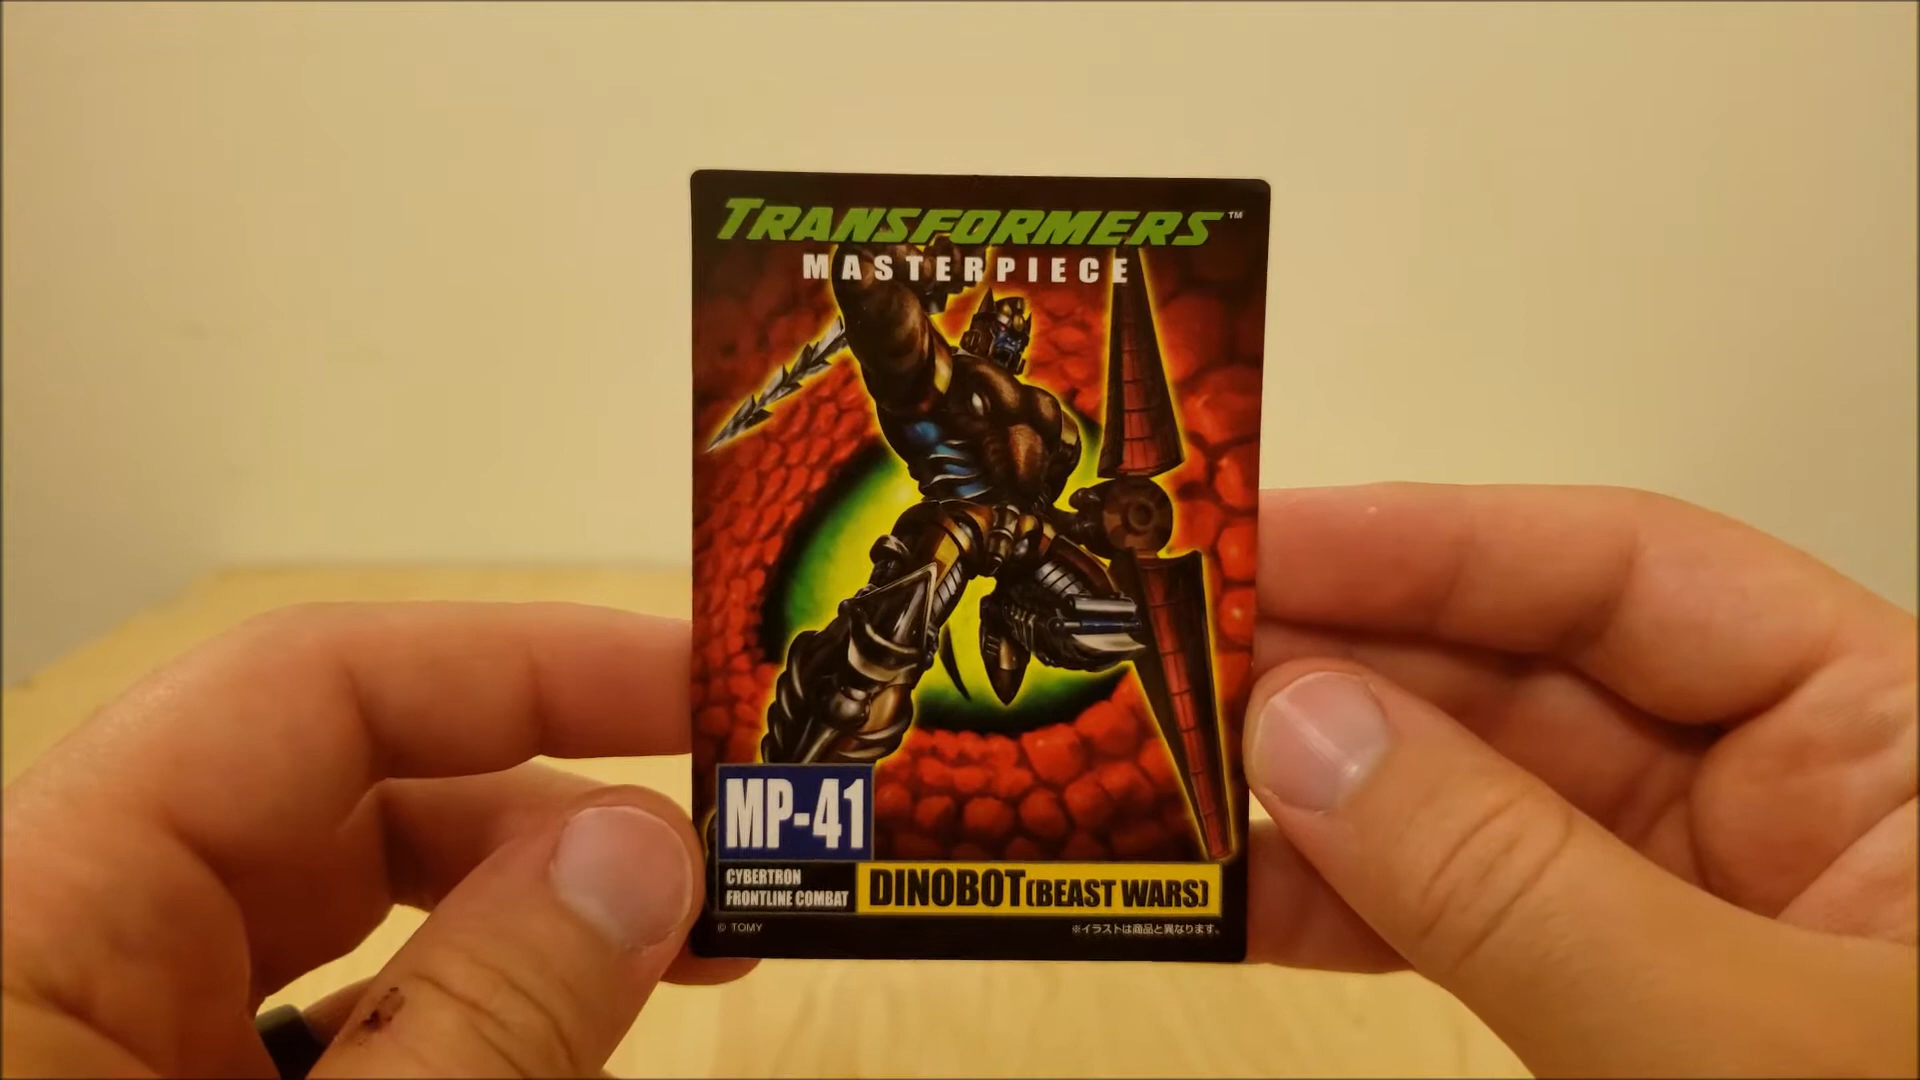 TRANSFORMERS™
MASTERPIECE
MP-41
CYBERTRON
FRONTLINE COMBAT
DINOBOT(BEAST WARS)
© TOMY
※イラストは商品と異なります。